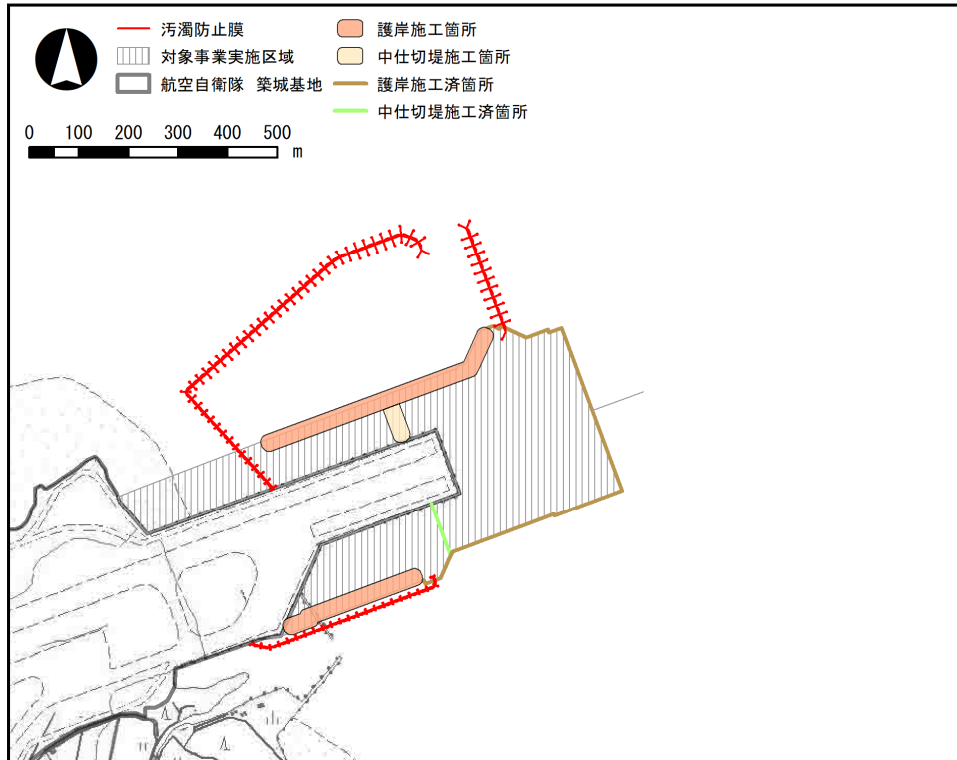 汚濁防止膜
対象事業実施区域
航空自衛隊 築城基地
護岸施工箇所
中仕切堤施工箇所
護岸施工済箇所
中仕切堤施工済箇所
0 100 200 300 400 500
m